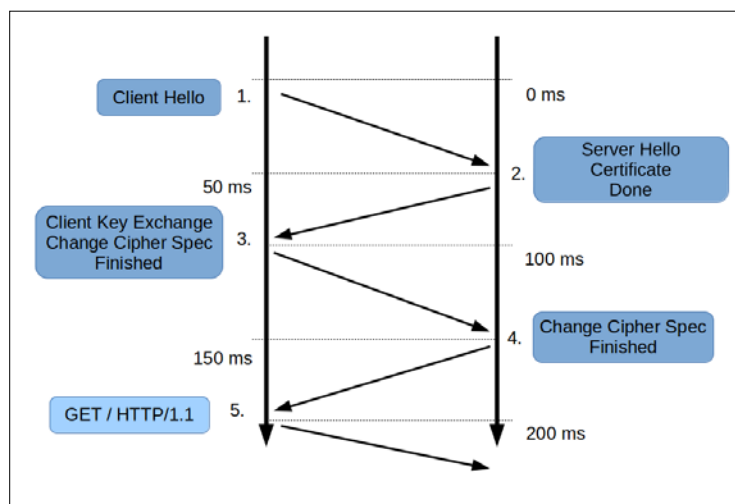 Client Hello
1.
0 ms
Server Hello
Certificate
Done
2.
50 ms
Client Key Exchange
Change Cipher Spec
Finished
3.
100 ms
4.
Change Cipher Spec
Finished
150 ms
GET / HTTP/1.1
5.
200 ms